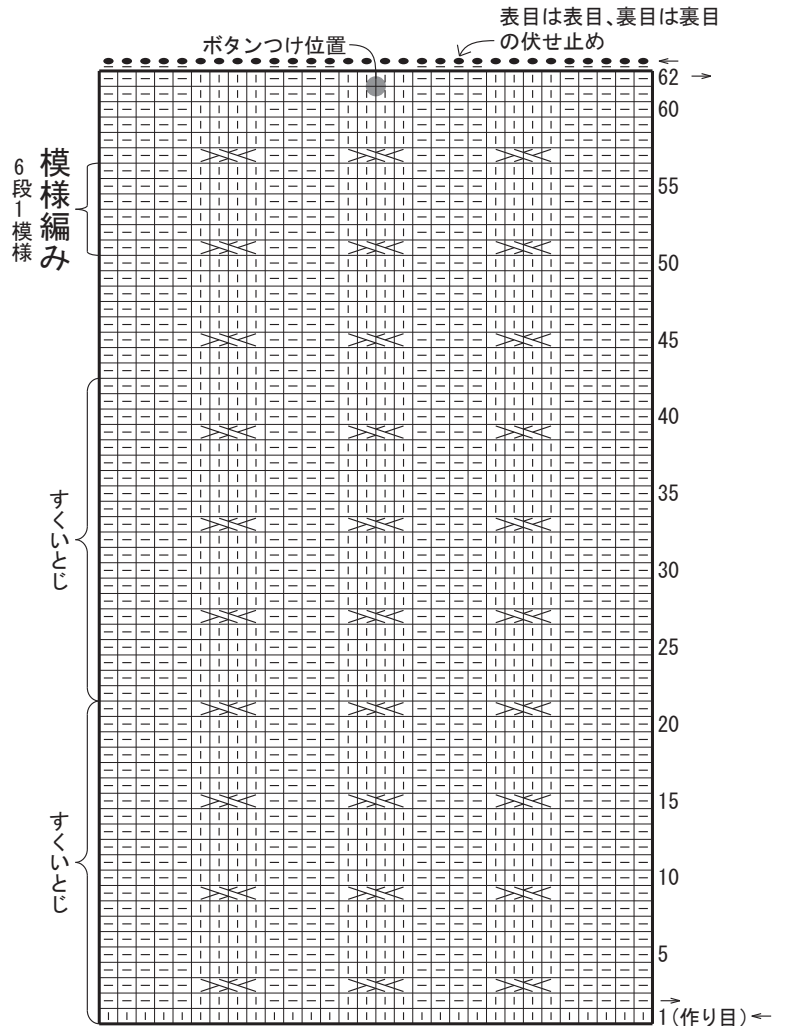 表目は表目、裏目は裏目
の伏せ止め
ボタンつけ位置
←
62 →
60
模様編み
6段1模様
55
50
45
40
すくいとじ
35
30
25
20
すくいとじ
15
10
5
→
1(作り目)←